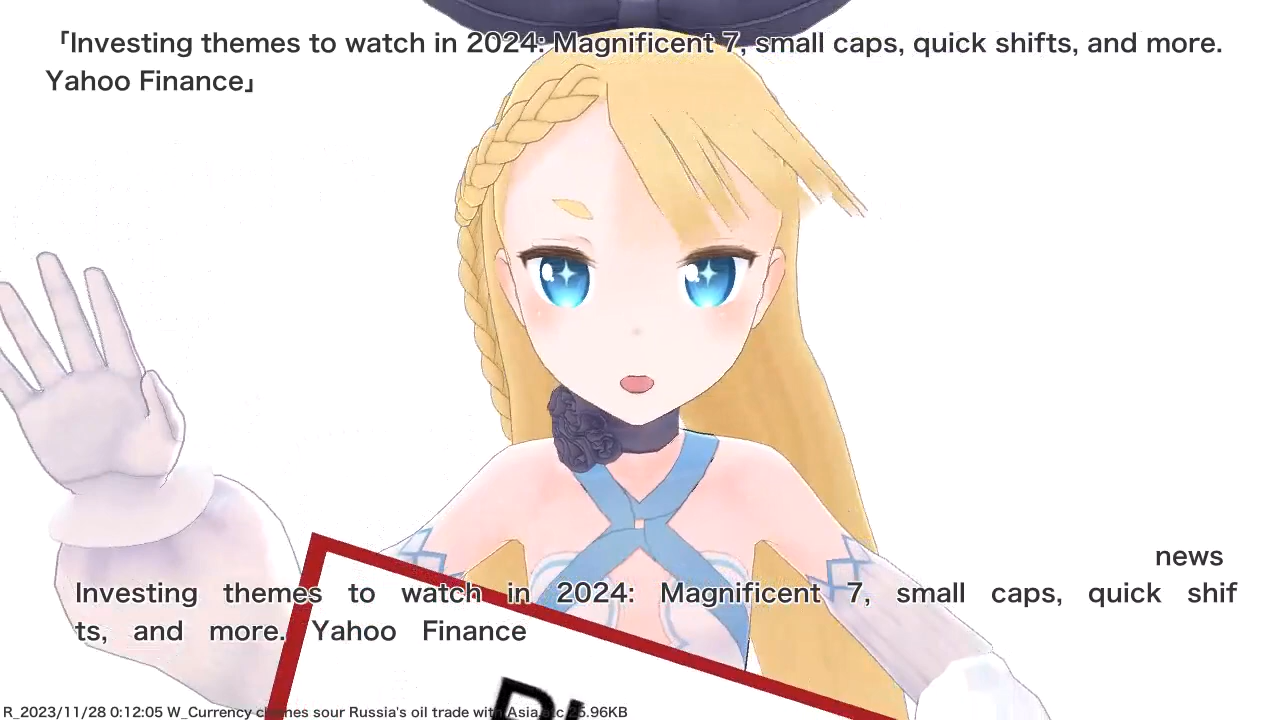 「Investing themes to watch in 2024: Magnificent 7, small caps, quick shifts, and more.
Yahoo Finance」
news
Investing themes to watch in 2024: Magnificent 7, small caps, quick shif
ts, and more. Yahoo Finance
R_2023/11/28 0:12:05 W_Currency chines sour Russia's oil trade with Asia